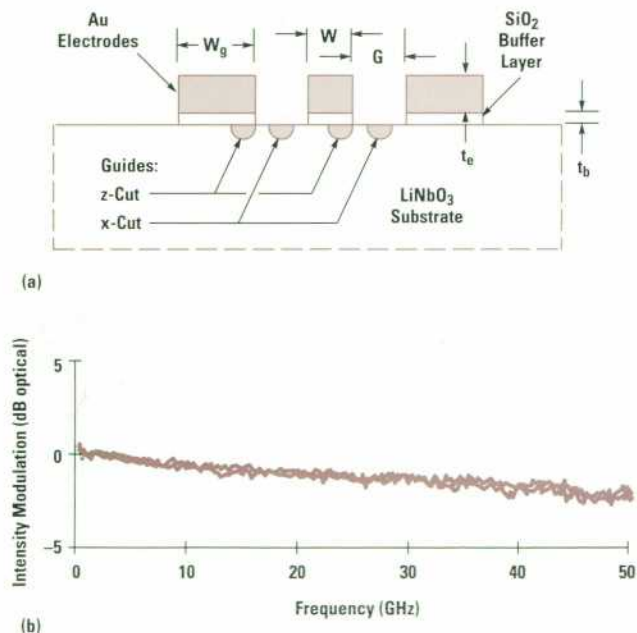 Au
Electrodes
W_g
W
G
SiO₂
Buffer
Layer
t_e
t_b
Guides:
z-Cut
x-Cut
LiNbO₃
Substrate
(a)
Intensity Modulation (dB optical)
5
0
–5
0
10
20
30
40
50
Frequency (GHz)
(b)